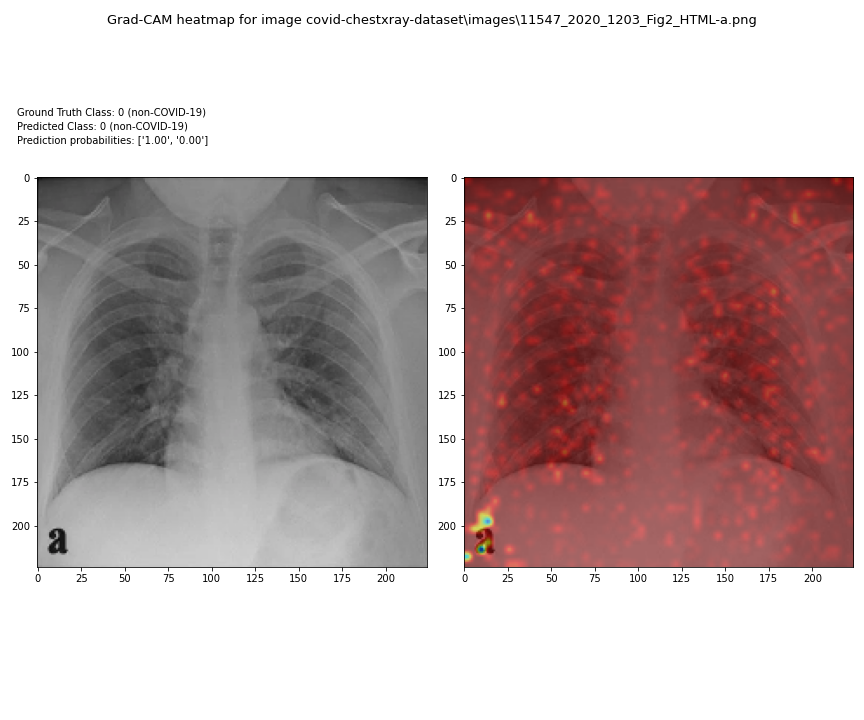 Grad-CAM heatmap for image covid-chestxray-dataset\images\11547_2020_1203_Fig2_HTML-a.png
Ground Truth Class: 0 (non-COVID-19)
Predicted Class: 0 (non-COVID-19)
Prediction probabilities: ['1.00', '0.00']
0
25
50
75
100
125
150
175
200
a
0 25 50 75 100 125 150 175 200
0
25
50
75
100
125
150
175
200
a
0 25 50 75 100 125 150 175 200